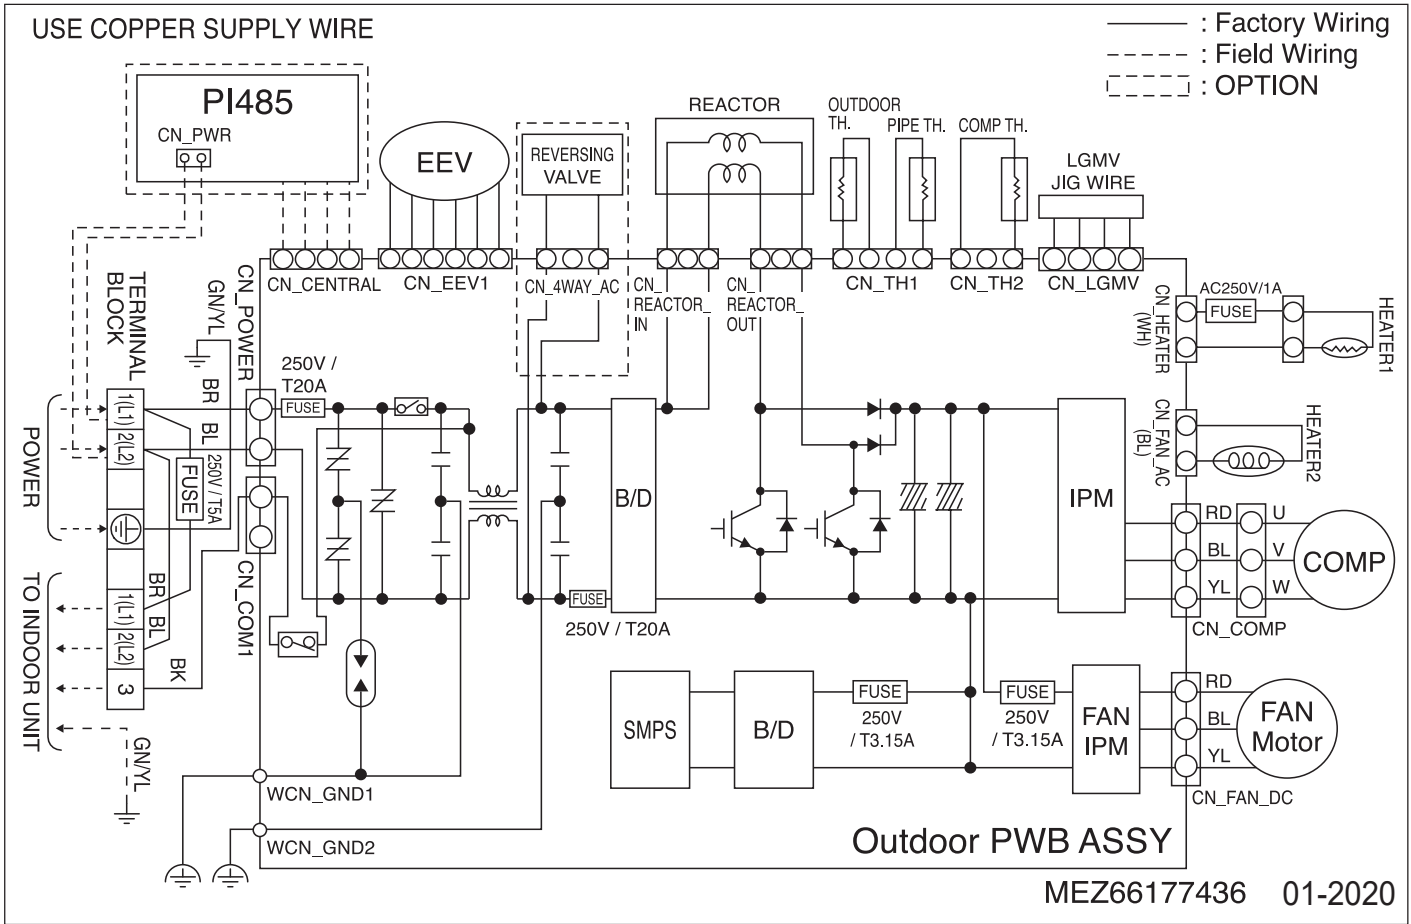 USE COPPER SUPPLY WIRE
: Factory Wiring
: Field Wiring
: OPTION
PI485
CN_PWR
EEV
REVERSING
VALVE
REACTOR
OUTDOOR
TH.
PIPE TH.
COMP TH.
LGMV
JIG WIRE
CN_CENTRAL
CN_EEV1
CN_4WAY_AC
CN_
REACTOR_
IN
CN_
REACTOR_
OUT
CN_TH1
CN_TH2
CN_LGMV
TERMINAL
BLOCK
GN/YL
CN_POWER
250V /
T20A
FUSE
CN_HEATER
(WH)
AC250V/1A
FUSE
HEATER1
POWER
1(L1)
2(L2)
BR
BL
FUSE
250V / T5A
CN_FAN_AC
(BL)
HEATER2
B/D
IPM
RD
BL
YL
U
V
W
COMP
CN_COMP
TO INDOOR UNIT
1(L1)
2(L2)
3
BR
BL
BK
GN/YL
CN_COM1
FUSE
250V / T20A
SMPS
B/D
FUSE
250V
/ T3.15A
FUSE
250V
/ T3.15A
FAN
IPM
RD
BL
YL
FAN
Motor
CN_FAN_DC
WCN_GND1
WCN_GND2
Outdoor PWB ASSY
MEZ66177436 01-2020